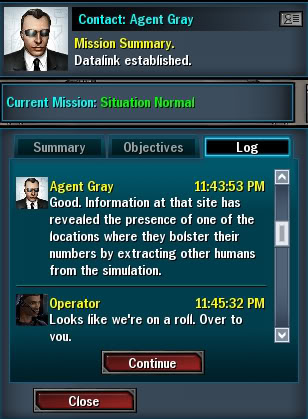 Contact: Agent Gray
Mission Summary.
Datalink established.
Current Mission: Situation Normal
Summary Objectives Log
Agent Gray 11:43:53 PM
Good. Information at that site has
revealed the presence of one of the
locations where they bolster their
numbers by extracting other humans
from the simulation.
Operator 11:45:32 PM
Looks like we're on a roll. Over to
you.
Continue
Close